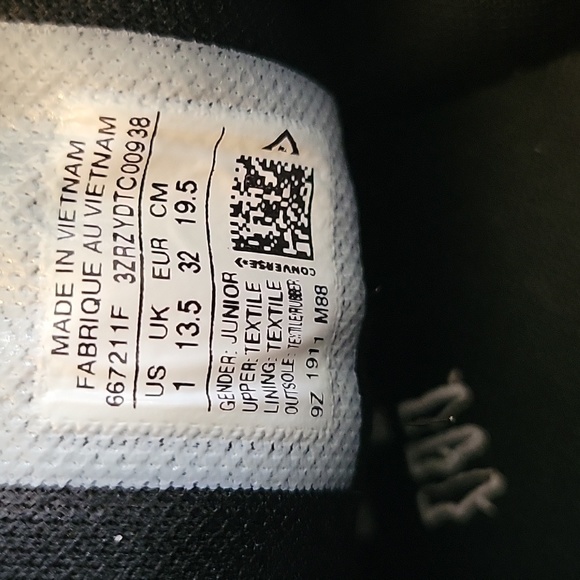 MADE IN VIETNAM
FABRIQUE AU VIETNAM
667211F 3ZRZYDTC00938
US UK EUR CM
1 13.5 32 19.5
GENDER: JUNIOR
UPPER: TEXTILE
LINING: TEXTILE
OUTSOLE: TEXTILE/RUBBER
9Z 1911 M88
CONVERSE